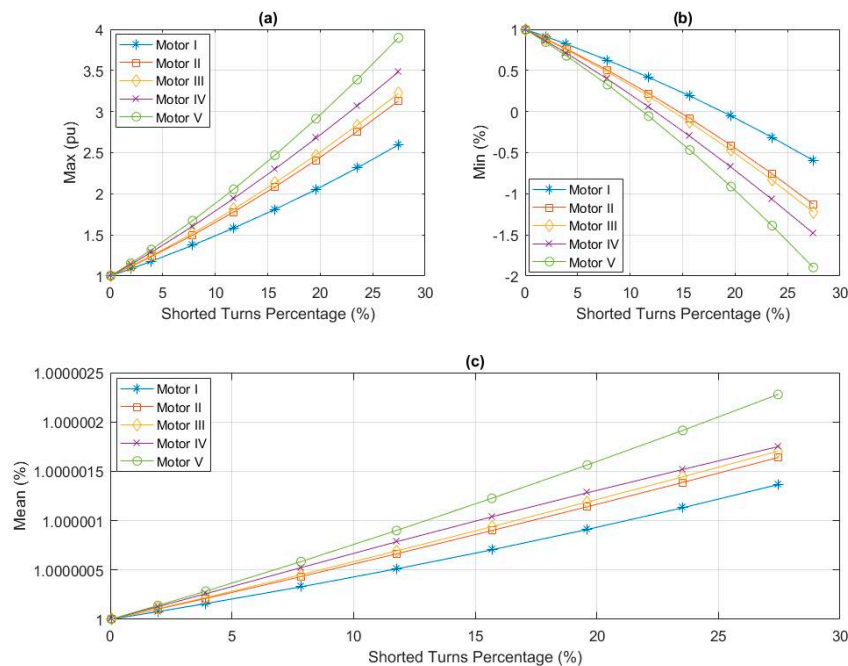 (a)
4
3.5
3
2.5
2
1.5
1
Max (pu)
Motor I
Motor II
Motor III
Motor IV
Motor V
0 5 10 15 20 25 30
Shorted Turns Percentage (%)
(b)
1
0.5
0
-0.5
-1
-1.5
-2
Min (%)
Motor I
Motor II
Motor III
Motor IV
Motor V
0 5 10 15 20 25 30
Shorted Turns Percentage (%)
(c)
1.0000025
1.000002
1.0000015
1.000001
1.0000005
1
Mean (%)
Motor I
Motor II
Motor III
Motor IV
Motor V
0 5 10 15 20 25 30
Shorted Turns Percentage (%)